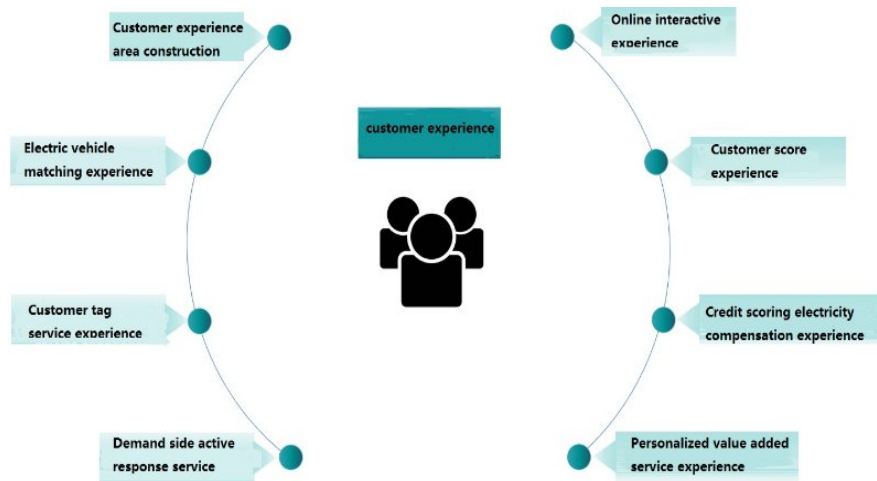 Customer experience
area construction
Electric vehicle
matching experience
Customer tag
service experience
Demand side active
response service
customer experience
Online interactive
experience
Customer score
experience
Credit scoring electricity
compensation experience
Personalized value added
service experience